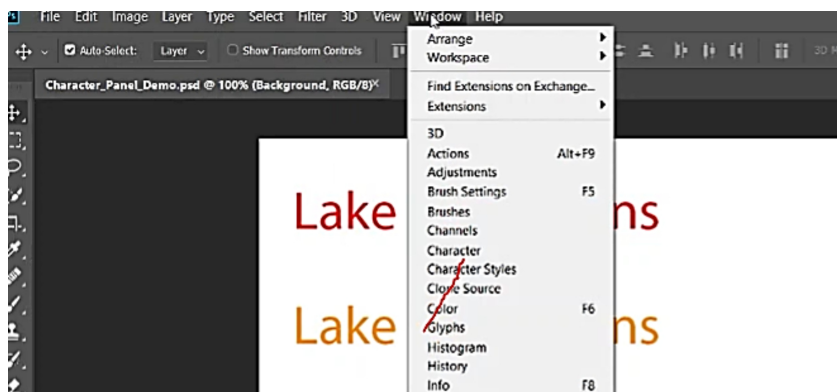 File Edit Image Layer Type Select Filter 3D View Window Help
Auto-Select: Layer Show Transform Controls 3D M
Character_Panel_Demo.psd @ 100% (Background, RGB/8)
Arrange
Workspace
Find Extensions on Exchange...
Extensions
3D
Actions Alt+F9
Adjustments
Brush Settings F5
Brushes
Channels
Character
Character Styles
Clone Source
Color F6
Glyphs
Histogram
History
Info F8
Lake ns
Lake ns